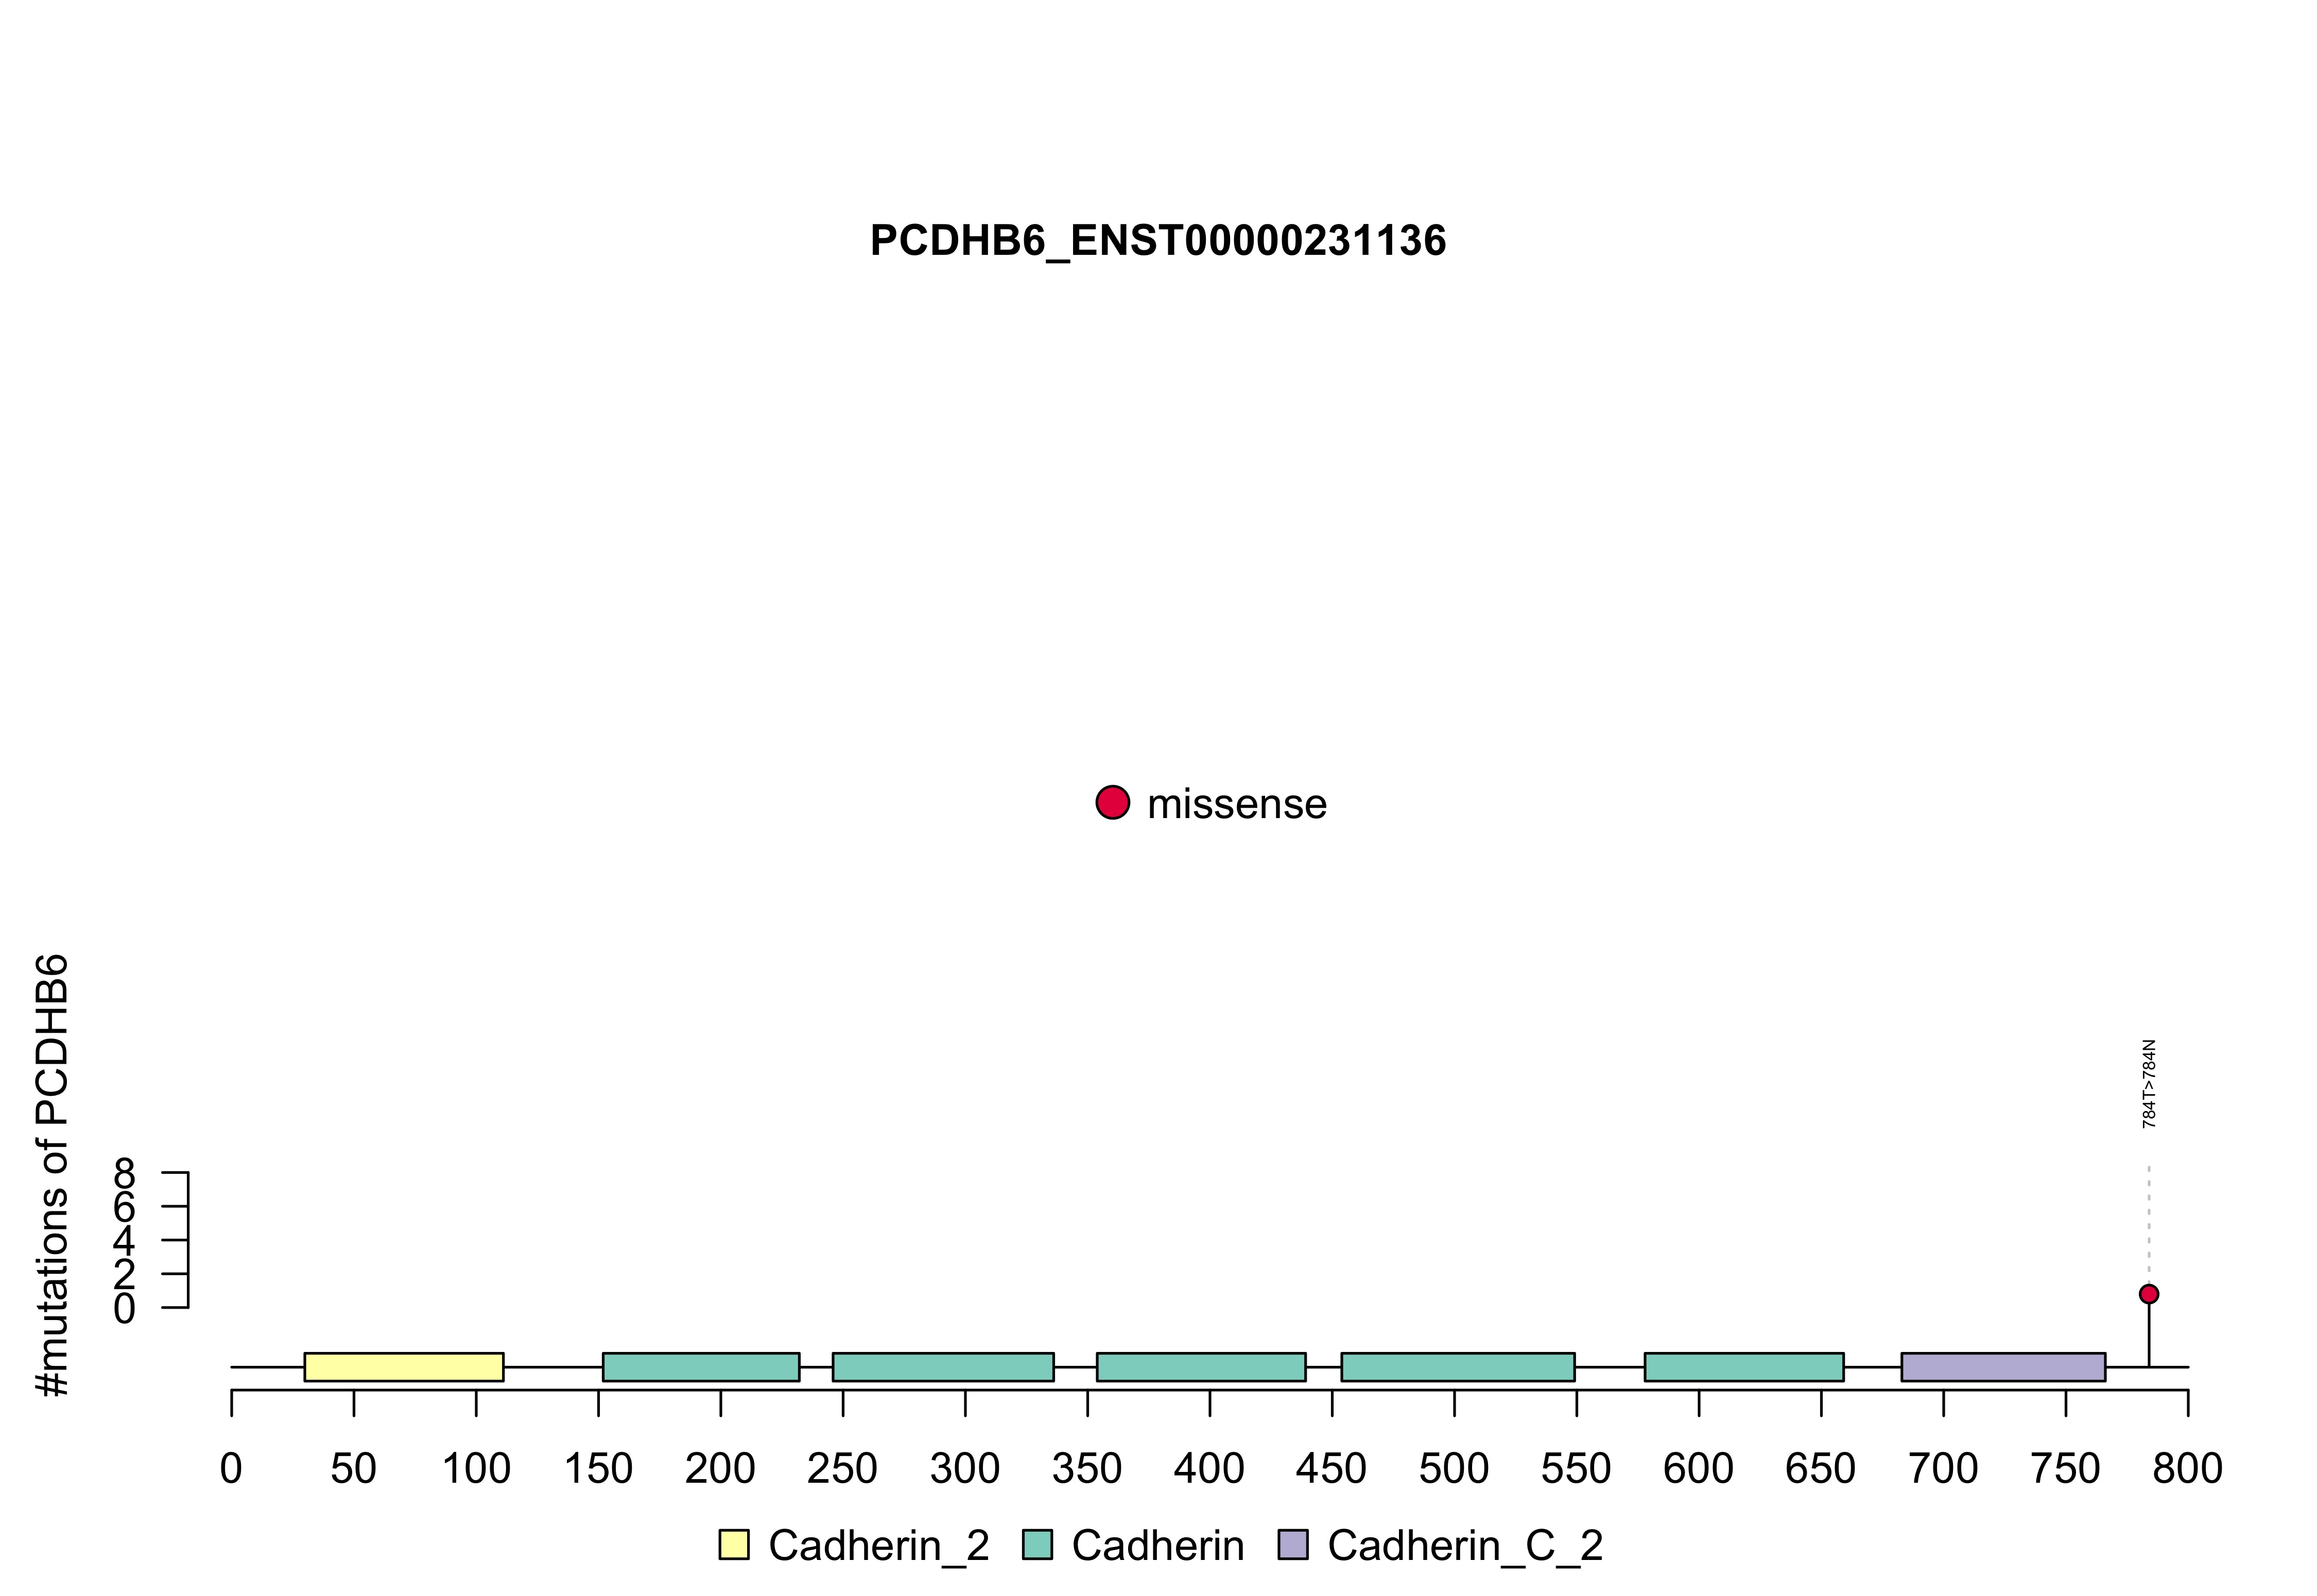 PCDHB6_ENST00000231136
missense
#mutations of PCDHB6
784T>784N
8
6
4
2
0
0 50 100 150 200 250 300 350 400 450 500 550 600 650 700 750 800
Cadherin_2 Cadherin Cadherin_C_2